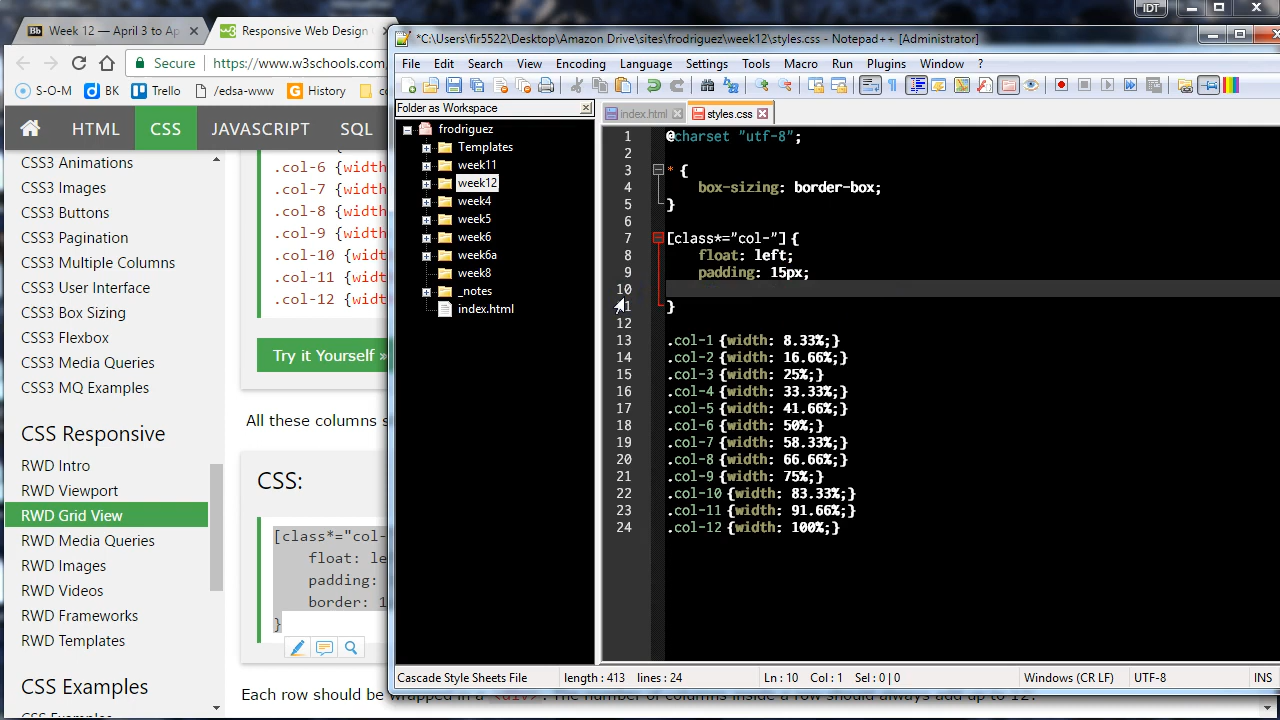 IDT
Week 12 — April 3 to Ap
Responsive Web Design
Secure
https://www.w3schools.com
S-O-M
BK
Trello
/edsa-www
History
HTML
CSS
JAVASCRIPT
SQL
CSS3 Animations
CSS3 Images
CSS3 Buttons
CSS3 Pagination
CSS3 Multiple Columns
CSS3 User Interface
CSS3 Box Sizing
CSS3 Flexbox
CSS3 Media Queries
CSS3 MQ Examples
CSS Responsive
RWD Intro
RWD Viewport
RWD Grid View
RWD Media Queries
RWD Images
RWD Videos
RWD Frameworks
RWD Templates
CSS Examples
.col-6 {width
.col-7 {width
.col-8 {width
.col-9 {width
.col-10 {width
.col-11 {width
.col-12 {width
Try it Yourself »
All these columns s
CSS:
[class*="col-
float: le
padding:
border: 1
}
Each row should be wrapped in a <div>. The number of columns inside a row should always add up to 12:
*C:\Users\fir5522\Desktop\Amazon Drive\sites\frodriguez\week12\styles.css - Notepad++ [Administrator]
File Edit Search View Encoding Language Settings Tools Macro Run Plugins Window ?
Folder as Workspace
frodriguez
Templates
week11
week12
week4
week5
week6
week6a
week8
_notes
index.html
index.html
styles.css
1 @charset "utf-8";
2
3 * {
4 box-sizing: border-box;
5 }
6
7 [class*="col-"] {
8 float: left;
9 padding: 15px;
10
11 }
12
13 .col-1 {width: 8.33%;}
14 .col-2 {width: 16.66%;}
15 .col-3 {width: 25%;}
16 .col-4 {width: 33.33%;}
17 .col-5 {width: 41.66%;}
18 .col-6 {width: 50%;}
19 .col-7 {width: 58.33%;}
20 .col-8 {width: 66.66%;}
21 .col-9 {width: 75%;}
22 .col-10 {width: 83.33%;}
23 .col-11 {width: 91.66%;}
24 .col-12 {width: 100%;}
Cascade Style Sheets File
length : 413 lines : 24
Ln : 10 Col : 1 Sel : 0 | 0
Windows (CR LF)
UTF-8
INS